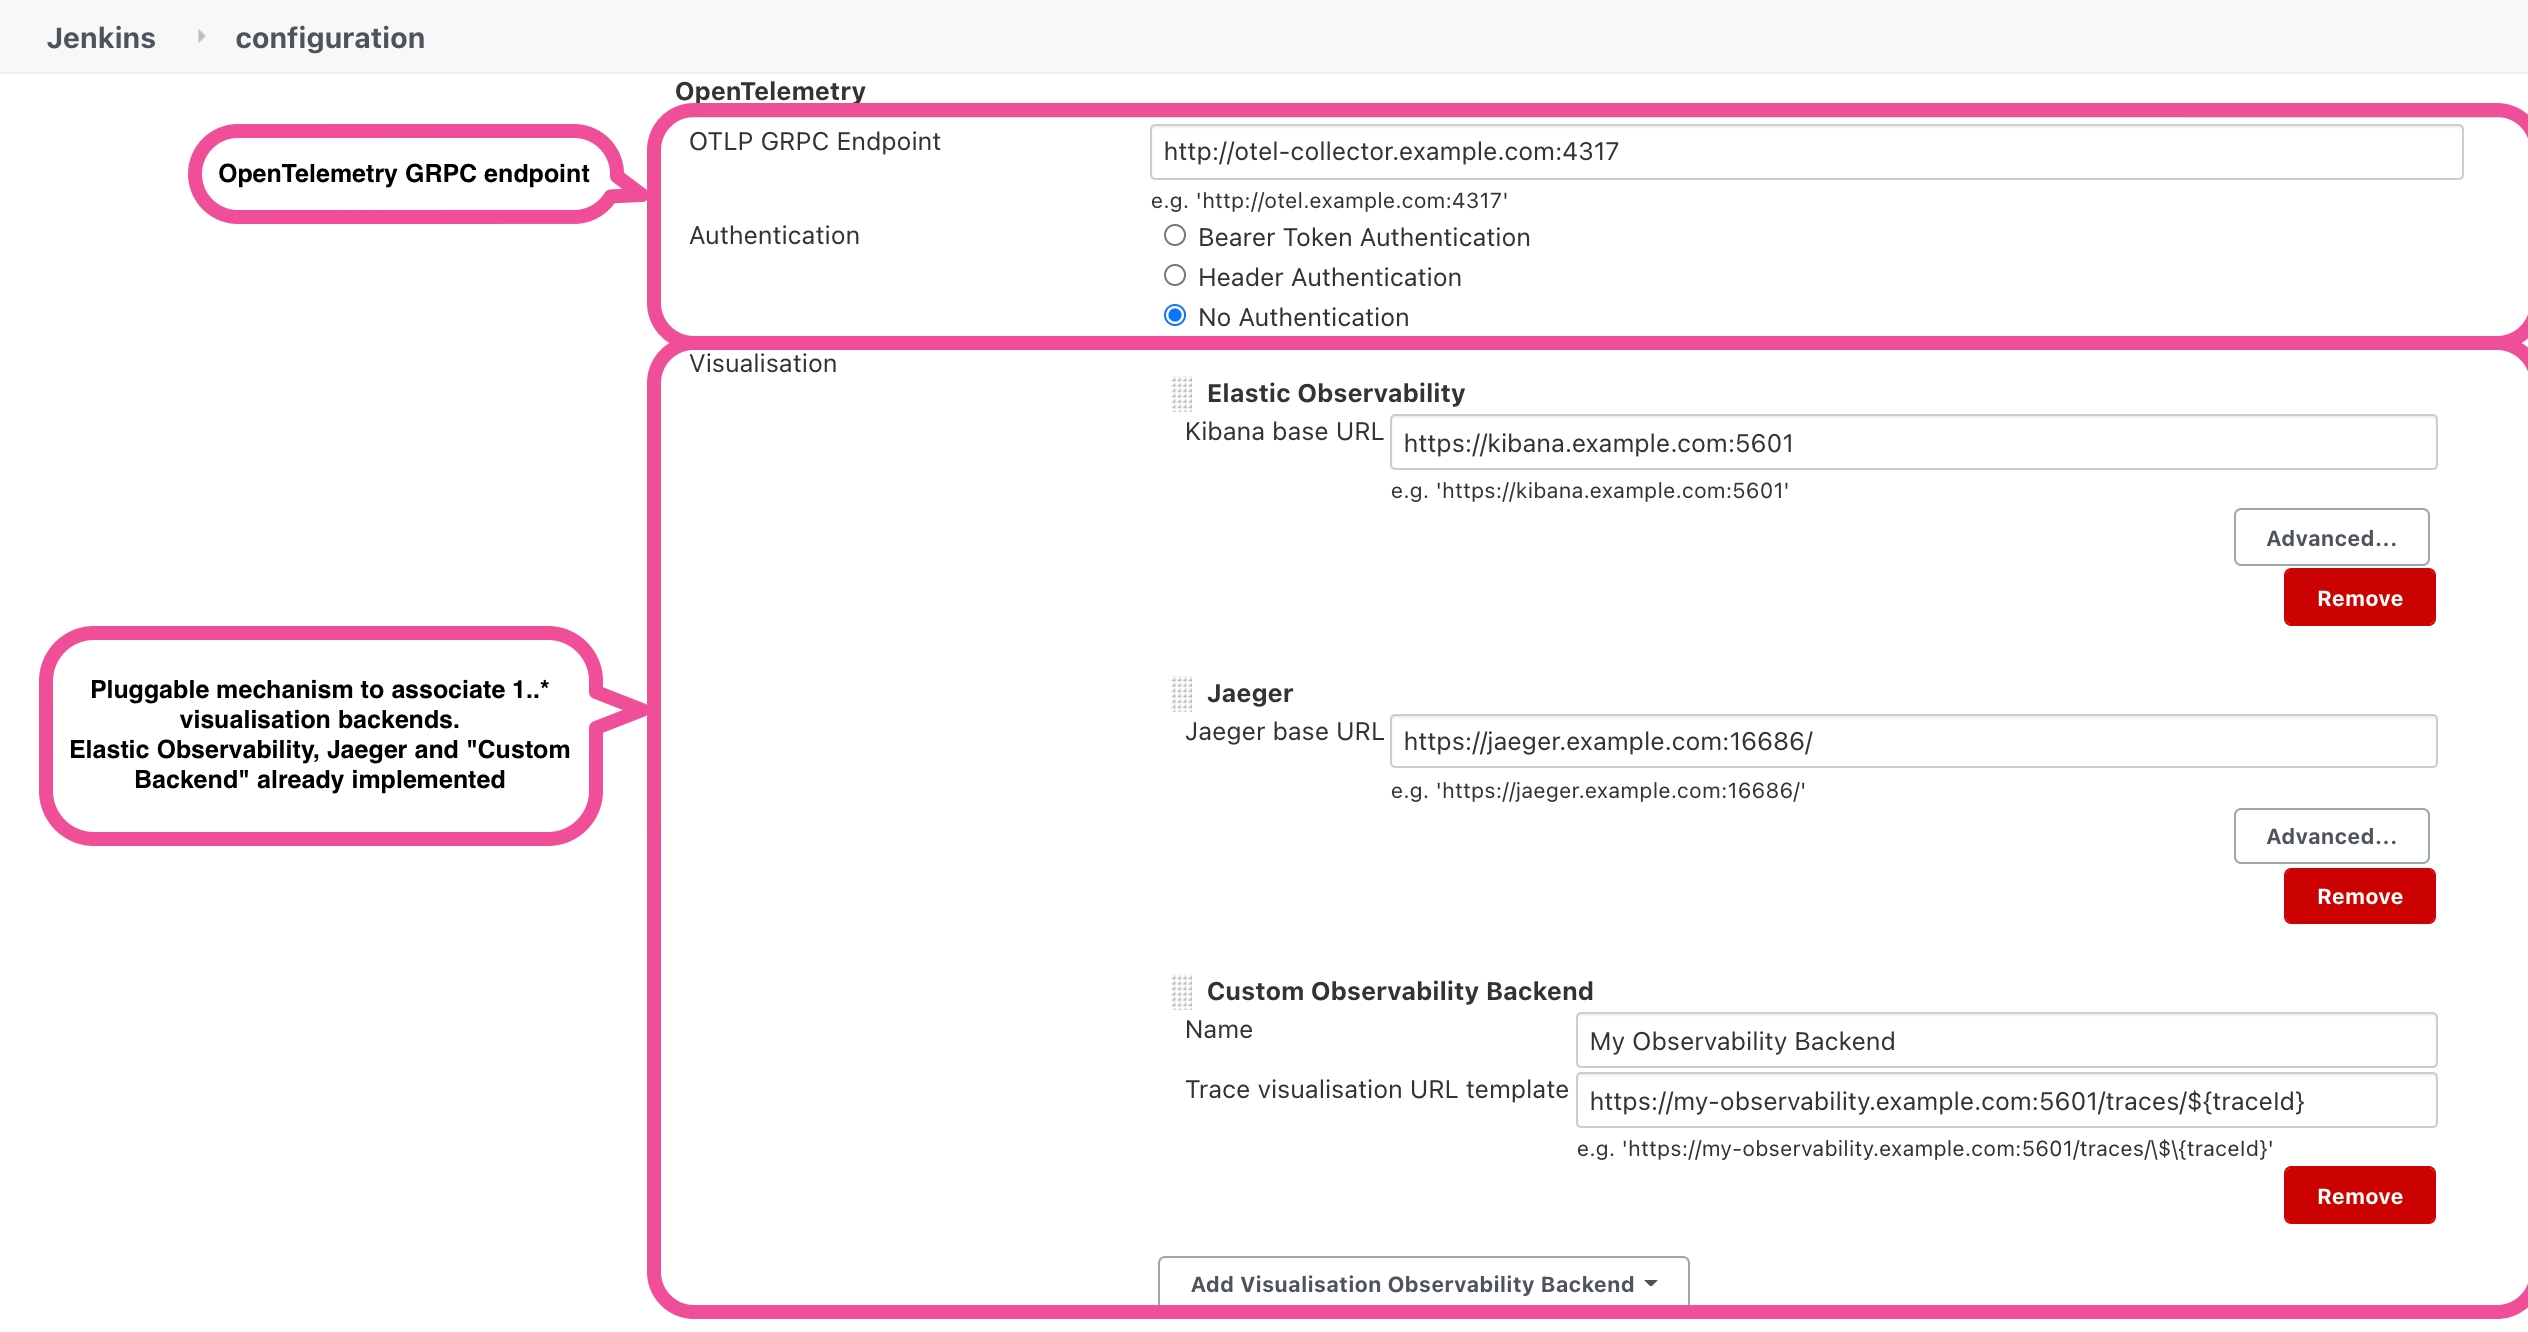 Jenkins configuration
OpenTelemetry
OpenTelemetry GRPC endpoint
OTLP GRPC Endpoint
http://otel-collector.example.com:4317
e.g. 'http://otel.example.com:4317'
Authentication
Bearer Token Authentication
Header Authentication
No Authentication
Pluggable mechanism to associate 1..*
visualisation backends.
Elastic Observability, Jaeger and "Custom
Backend" already implemented
Visualisation
Elastic Observability
Kibana base URL
https://kibana.example.com:5601
e.g. 'https://kibana.example.com:5601'
Advanced...
Remove
Jaeger
Jaeger base URL
https://jaeger.example.com:16686/
e.g. 'https://jaeger.example.com:16686/'
Advanced...
Remove
Custom Observability Backend
Name
My Observability Backend
Trace visualisation URL template
https://my-observability.example.com:5601/traces/${traceId}
e.g. 'https://my-observability.example.com:5601/traces/\$\{traceId}'
Remove
Add Visualisation Observability Backend